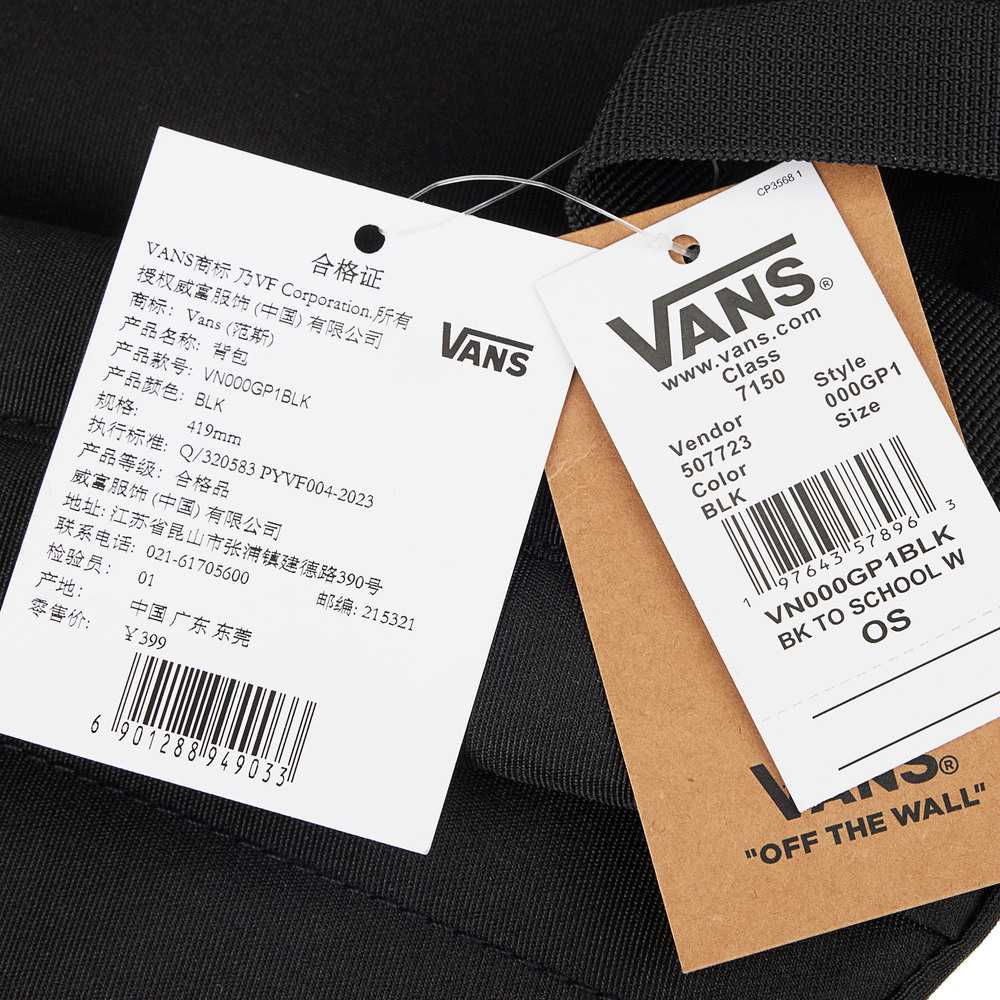 合格证
VANS商标 乃VF Corporation.所有
授权威富服饰 (中国) 有限公司
商标: Vans (范斯)
产品名称: 背包
产品款号: VN000GP1BLK
产品颜色: BLK
规格: 419mm
执行标准: Q/320583 PYVF004-2023
产品等级: 合格品
威富服饰 (中国) 有限公司
地址: 江苏省昆山市张浦镇建德路390号
联系电话: 021-61705600 邮编: 215321
检验员: 01
产地: 中国 广东 东莞
零售价: ¥399
6 901288 949033
VANS
CP3568 1
VANS®
www.vans.com
Class Style
7150 000GP1
Vendor Size
507723
Color
BLK
1 97643 57896 3
VN000GP1BLK
BK TO SCHOOL W
OS
VANS®
"OFF THE WALL"